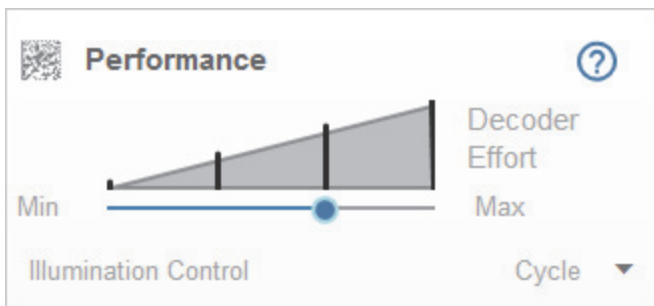 Performance
Decoder
Effort
Min
Max
Illumination Control
Cycle